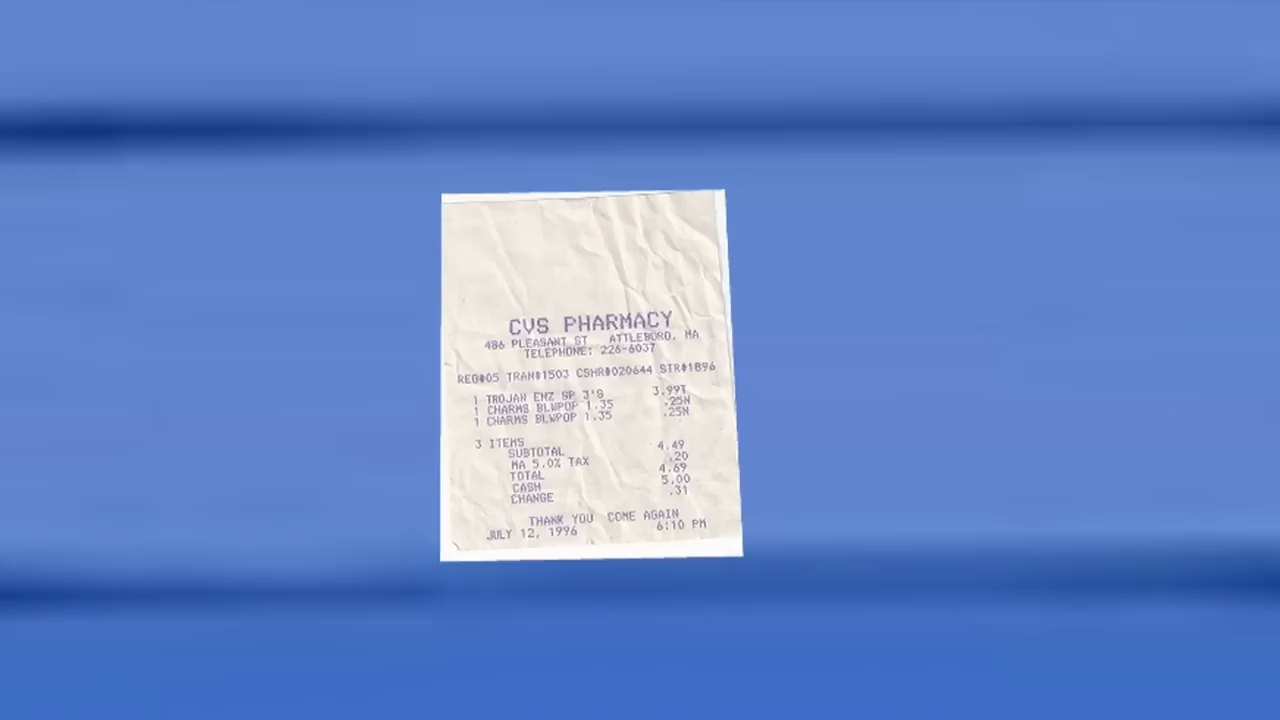 CVS PHARMACY
486 PLEASANT ST ATTLEBORO, MA
TELEPHONE: 226-6037
REG#05 TRAN#1503 CSHR#020644 STR#1896
1 TROJAN ENZ SP 3'S 3.99T
1 CHARMS BLWPOP 1.35 .25N
1 CHARMS BLWPOP 1.35 .25N
3 ITEMS
SUBTOTAL 4.49
MA 5.0% TAX .20
TOTAL 4.69
CASH 5.00
CHANGE .31
THANK YOU COME AGAIN
JULY 12, 1996 6:10 PM